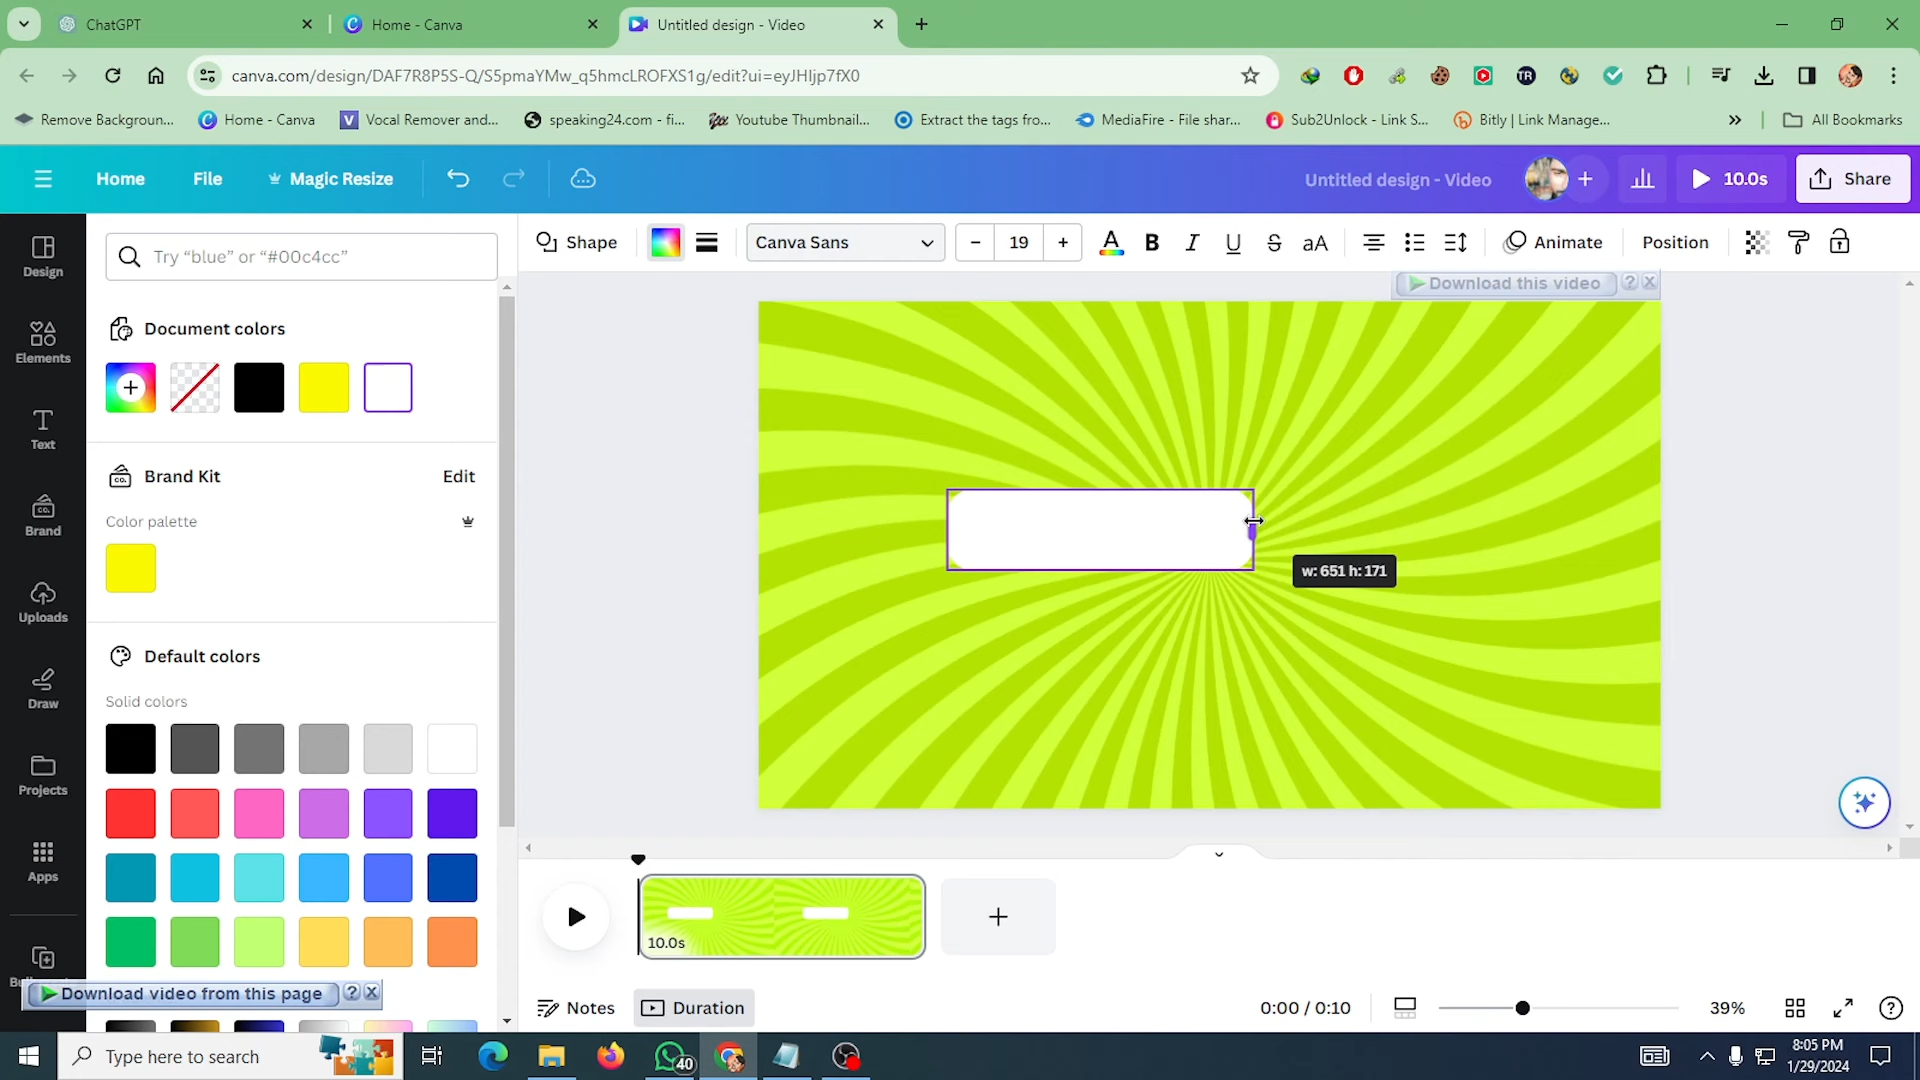 ChatGPT
Home - Canva
Untitled design - Video
canva.com/design/DAF7R8P5S-Q/S5pmaYMw_q5hmcLROFXS1g/edit?ui=eyJHIjp7fX0
Remove Backgroun...
Home - Canva
Vocal Remover and...
speaking24.com - fi...
Youtube Thumbnail...
Extract the tags fro...
MediaFire - File shar...
Sub2Unlock - Link S...
Bitly | Link Manage...
»
All Bookmarks
Home
File
Magic Resize
Untitled design - Video
10.0s
Share
Try “blue” or “#00c4cc”
Shape
Canva Sans
19
A
B
I
U
S
aA
Animate
Position
Download this video
?
Design
Elements
Text
Brand
Uploads
Draw
Projects
Apps
Document colors
Brand Kit
Edit
Color palette
Default colors
Solid colors
w: 651 h: 171
10.0s
Download video from this page
?
Notes
Duration
0:00 / 0:10
39%
Type here to search
40
8:05 PM
1/29/2024